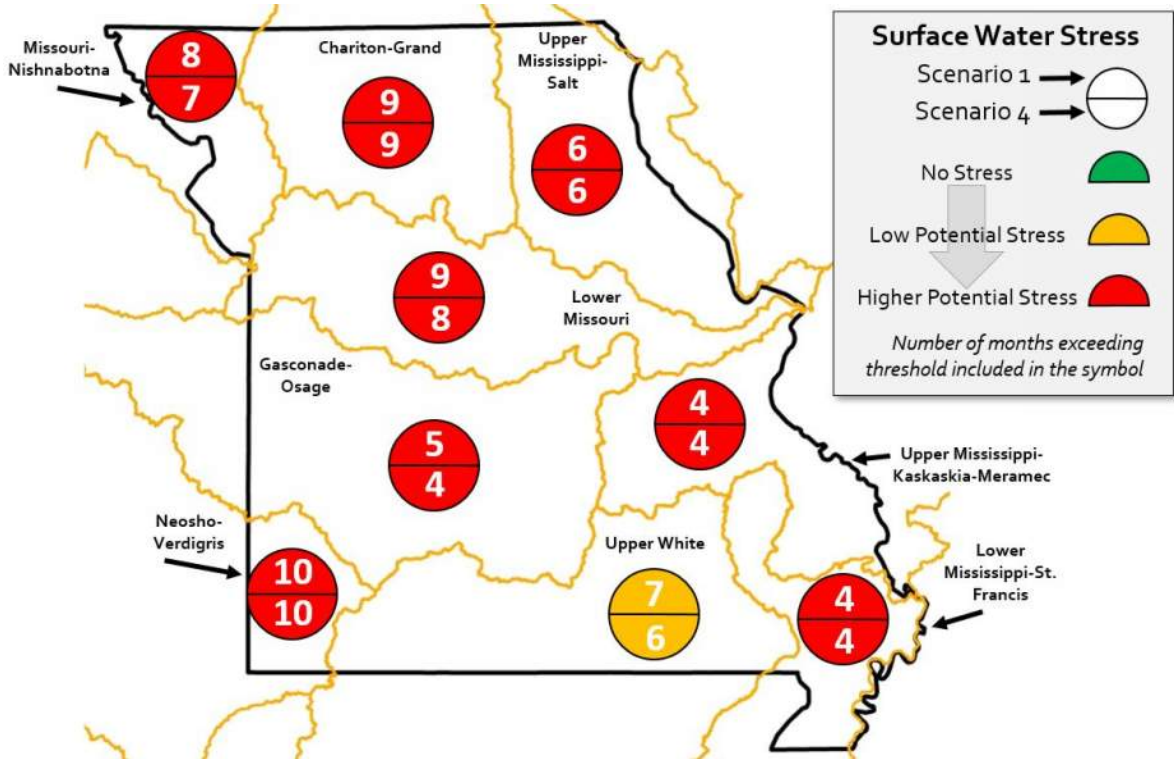 Missouri-
Nishnabotna
8
7
Chariton-Grand
9
9
Upper
Mississippi-
Salt
6
6
9
8
Lower
Missouri
Gasconade-
Osage
5
4
4
4
Upper Mississippi-
Kaskaskia-Meramec
Neosho-
Verdigris
10
10
Upper White
7
6
4
4
Lower
Mississippi-St.
Francis
Surface Water Stress
Scenario 1
Scenario 4
No Stress
Low Potential Stress
Higher Potential Stress
Number of months exceeding
threshold included in the symbol